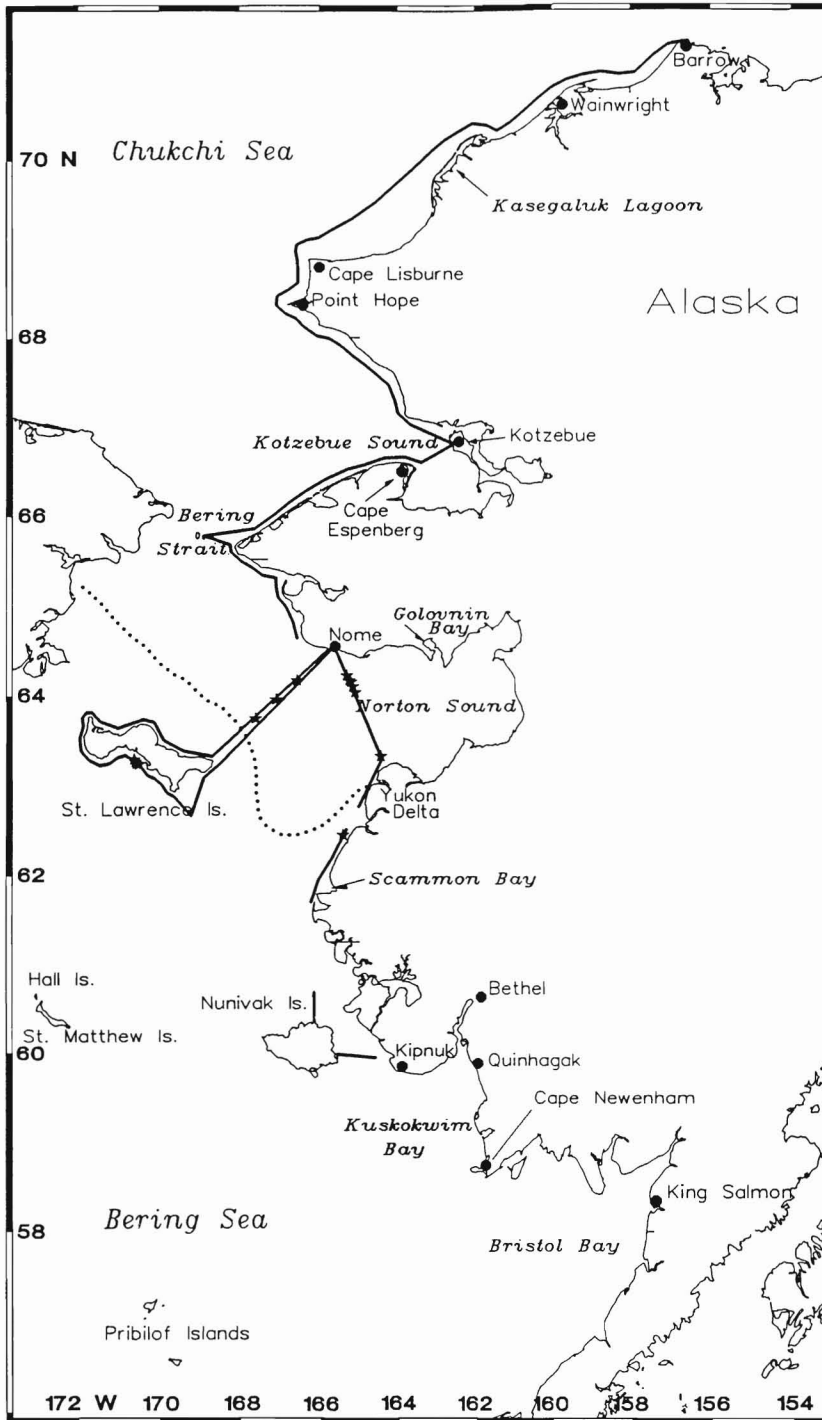 Barrow
Wainwright
70 N
Chukchi Sea
Kasegaluk Lagoon
Cape Lisburne
Point Hope
Alaska
68
Kotzebue Sound
Kotzebue
Cape
Espenberg
66
Bering
Strait
Golovnin
Bay
Nome
64
Norton Sound
St. Lawrence Is.
Yukon
Delta
62
Scammon Bay
Hall Is.
St. Matthew Is.
Nunivak Is.
Bethel
60
Kipnuk
Quinhagak
Cape Newenham
Kuskokwim
Bay
King Salmon
58
Bering Sea
Bristol Bay
Pribilof Islands
172 W 170 168 166 164 162 160 158 156 154